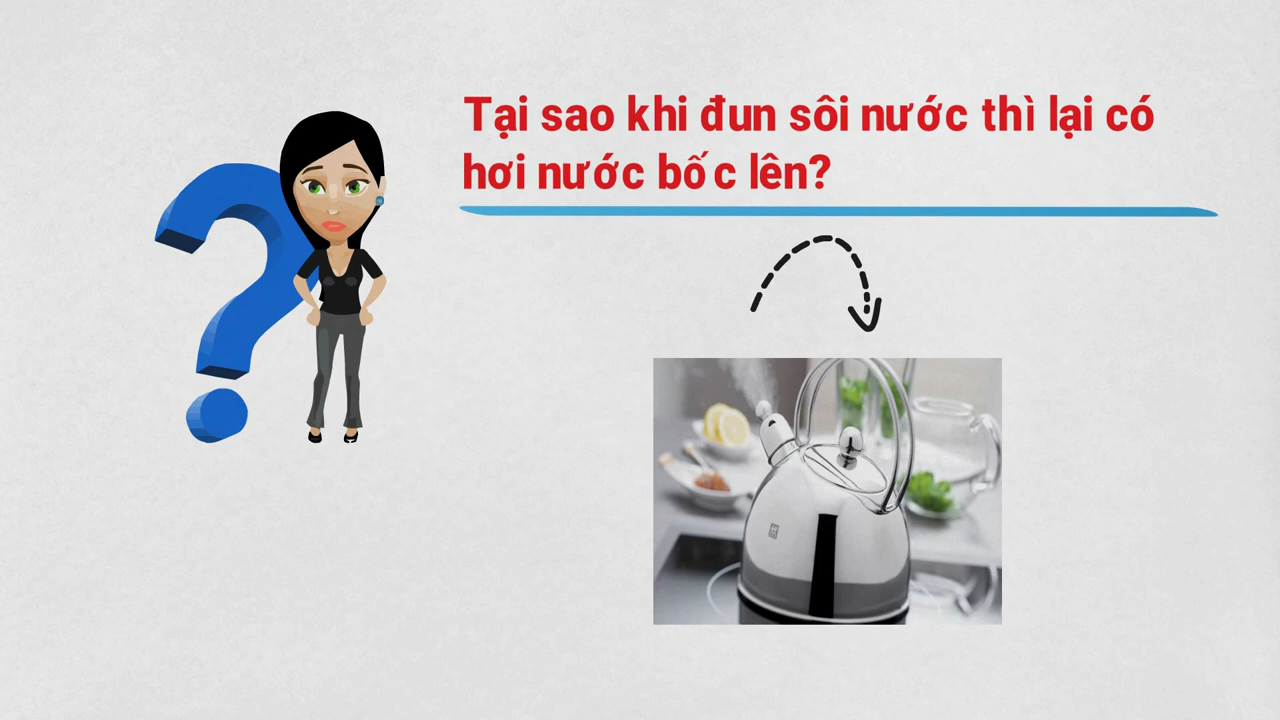 Tại sao khi đun sôi nước thì lại có
hơi nước bốc lên?